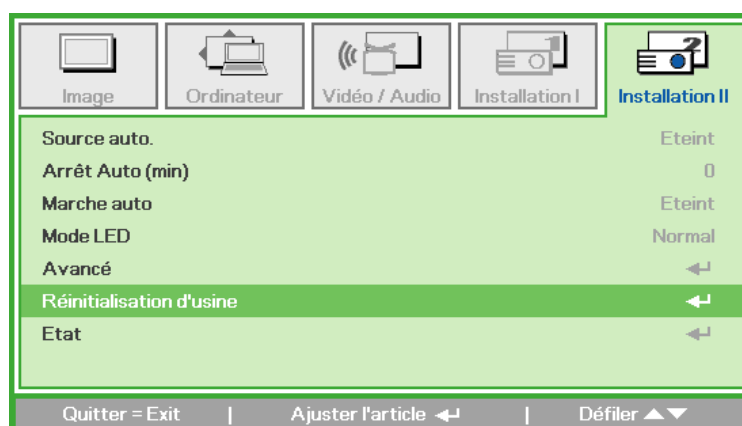 Image Ordinateur Vidéo / Audio Installation I Installation II
Source auto. Eteint
Arrêt Auto (min) 0
Marche auto Eteint
Mode LED Normal
Avancé
Réinitialisation d'usine
Etat
Quitter = Exit | Ajuster l'article | Défiler